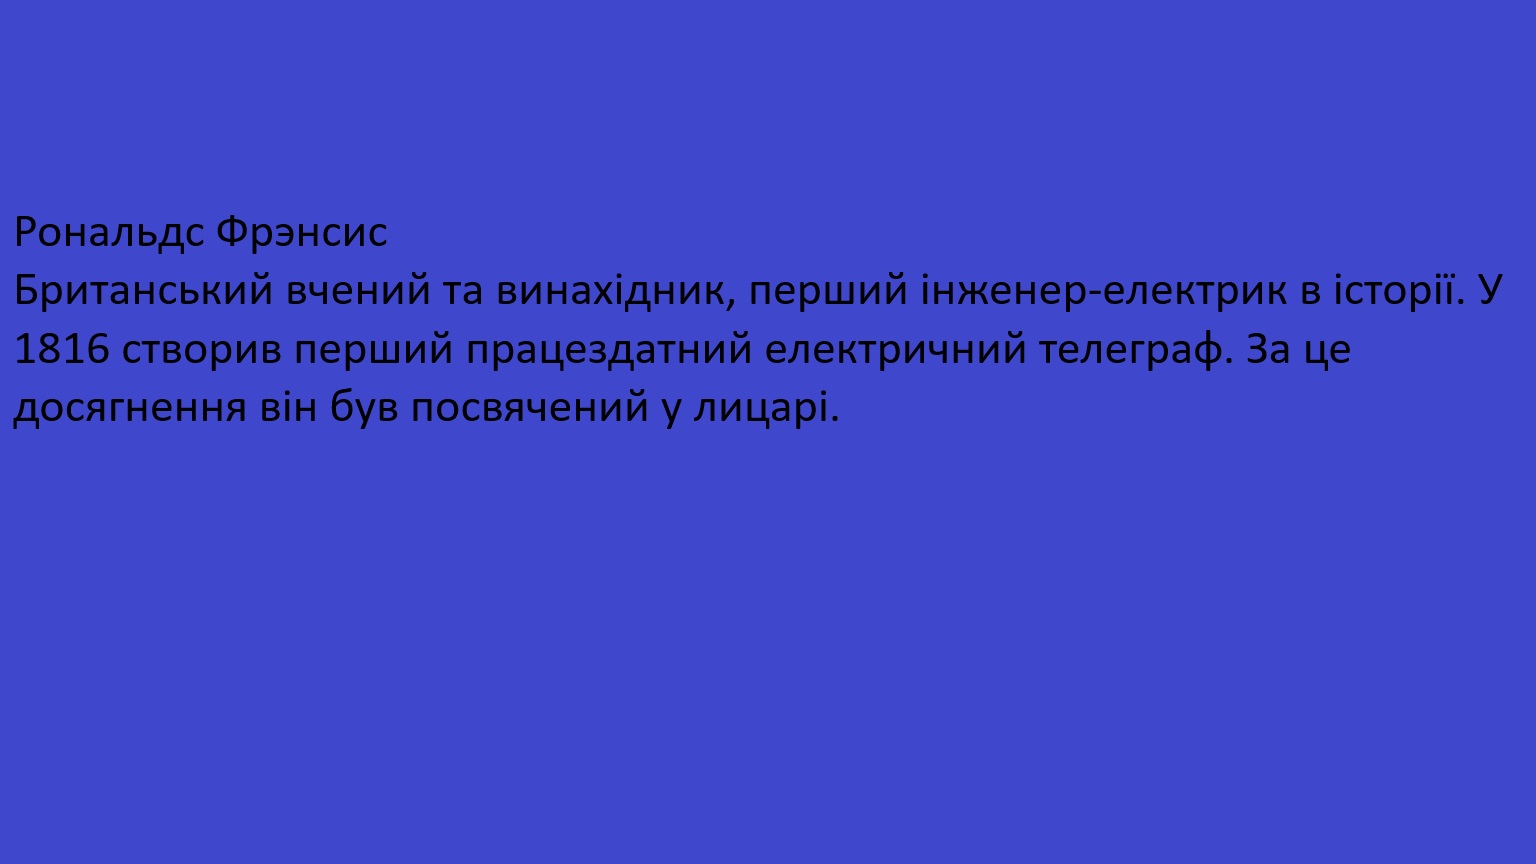 Рональдс Фрэнсис
Британський вчений та винахідник, перший інженер-електрик в історії. У
1816 створив перший працездатний електричний телеграф. За це
досягнення він був посвячений у лицарі.